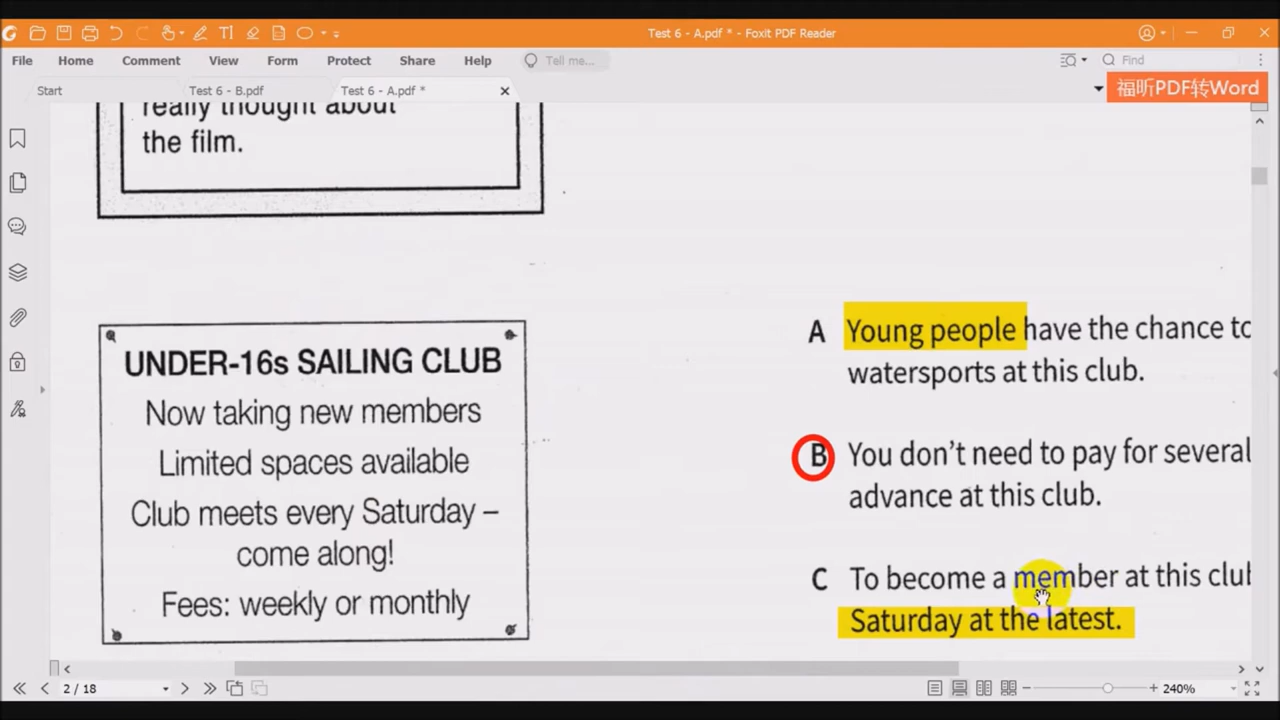 Test 6 - A.pdf * - Foxit PDF Reader
File Home Comment View Form Protect Share Help Tell me... Find
Start Test 6 - B.pdf Test 6 - A.pdf * 福昕PDF转Word
really thought about
the film.
UNDER-16s SAILING CLUB
Now taking new members
Limited spaces available
Club meets every Saturday –
come along!
Fees: weekly or monthly
A Young people have the chance to
watersports at this club.
B You don't need to pay for several
advance at this club.
C To become a member at this club
Saturday at the latest.
2 / 18 240%